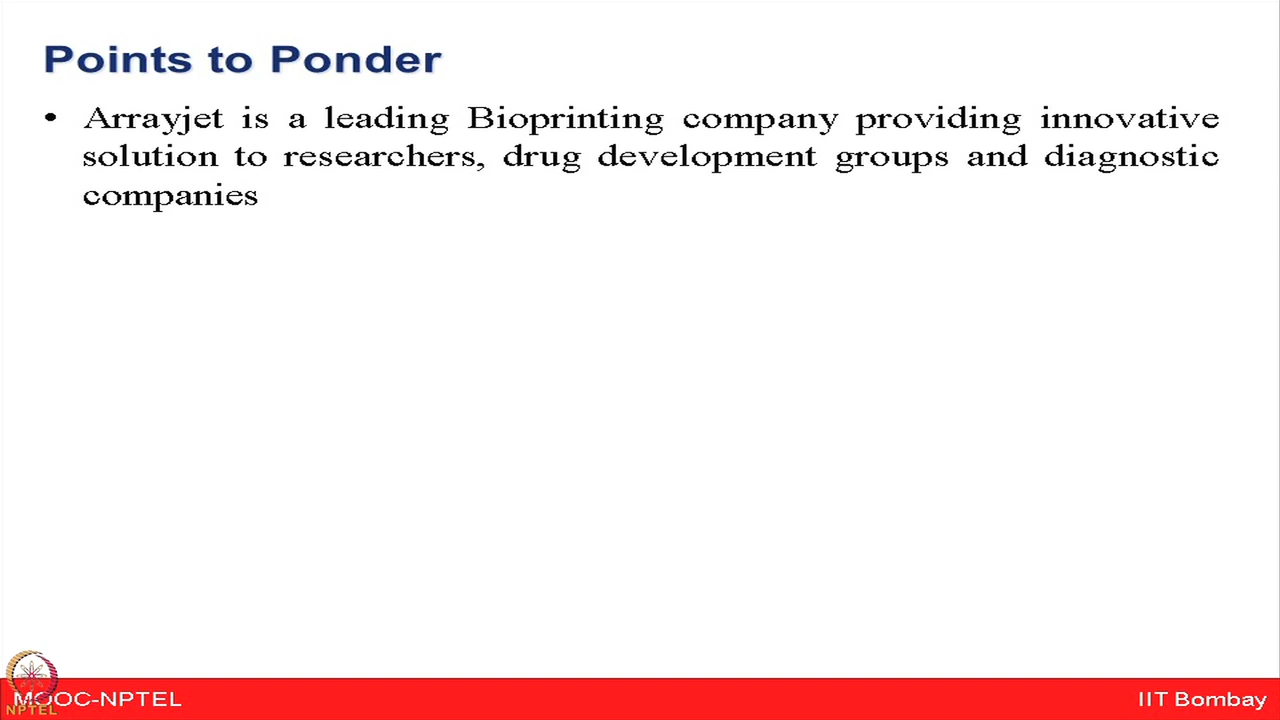 Points to Ponder
• Arrayjet is a leading Bioprinting company providing innovative
solution to researchers, drug development groups and diagnostic
companies
MOOC-NPTEL
NPTEL
IIT Bombay